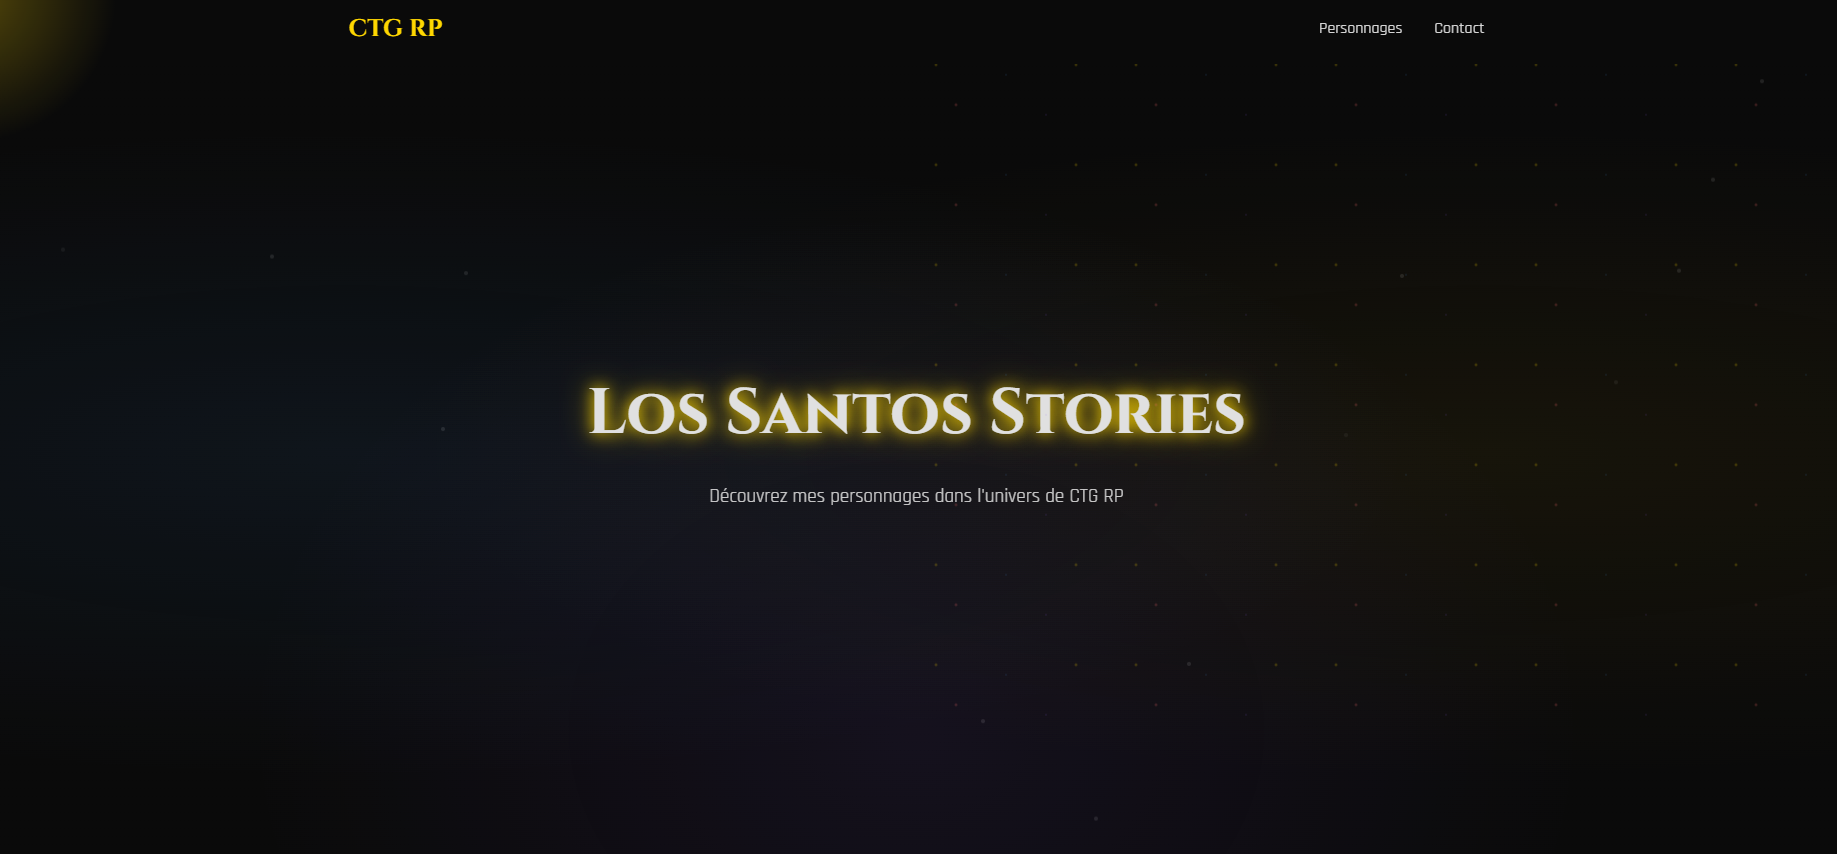 CTG RP
Personnages
Contact
Los Santos Stories
Découvrez mes personnages dans l'univers de CTG RP